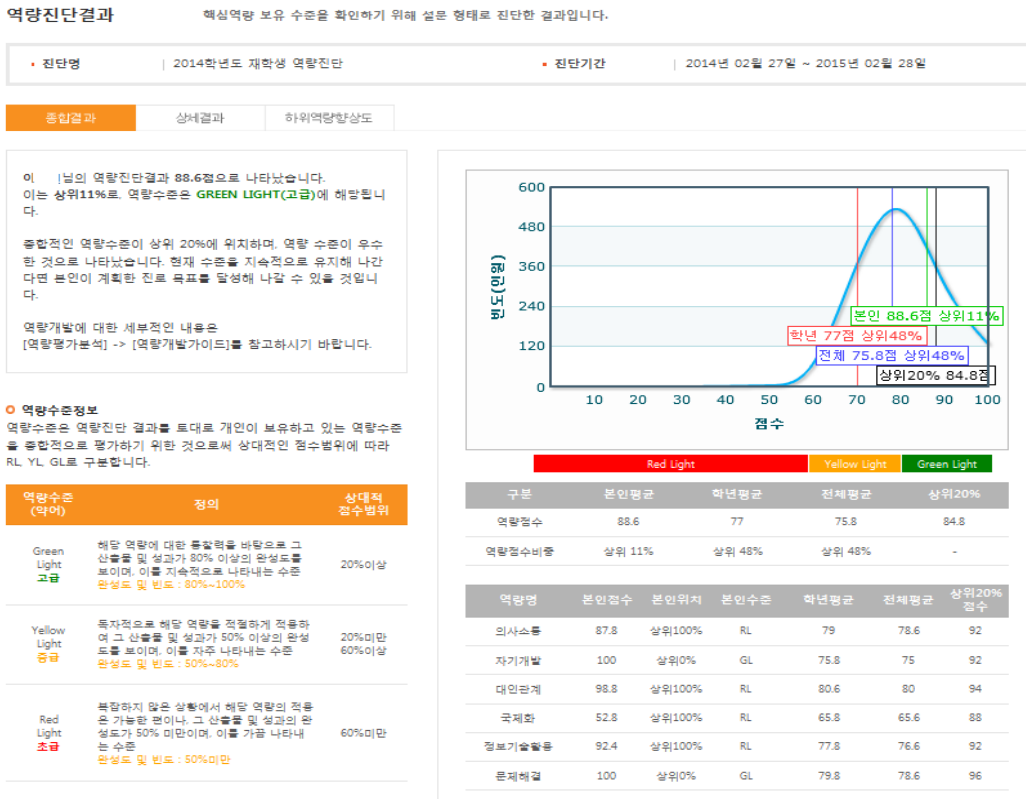 역량진단결과
핵심역량 보유 수준을 확인하기 위해 설문 형태로 진단한 결과입니다.
진단명 | 2014학년도 재학생 역량진단
진단기간 | 2014년 02월 27일 ~ 2015년 02월 28일
종합결과 상세결과 하위역량향상도
님의 역량진단결과 88.6점으로 나타났습니다.
이는 상위11%로, 역량수준은 GREEN LIGHT(고급)에 해당됩니
다.
종합적인 역량수준이 상위 20%에 위치하며, 역량 수준이 우수
한 것으로 나타났습니다. 현재 수준을 지속적으로 유지해 나간
다면 본인이 계획한 진로 목표를 달성해 나갈 수 있을 것입니
다.
역량개발에 대한 세부적인 내용은
[역량평가분석] -> [역량개발가이드]를 참고하시기 바랍니다.
역량수준정보
역량수준은 역량진단 결과를 토대로 개인이 보유하고 있는 역량수준
을 종합적으로 평가하기 위한 것으로써 상대적인 점수범위에 따라
RL, YL, GL로 구분합니다.
역량수준
(약어)
정의
상대적
점수범위
Green
Light
고급
해당 역량에 대한 통찰력을 바탕으로 그
산출물 및 성과가 80% 이상의 완성도를
보이며, 이를 지속적으로 나타내는 수준
완성도 및 빈도 : 80%~100%
20%이상
Yellow
Light
중급
독자적으로 해당 역량을 적절하게 적용하
여 그 산출물 및 성과가 50% 이상의 완성
도를 보이며, 이를 자주 나타내는 수준
완성도 및 빈도 : 50%~80%
20%미만
60%이상
Red
Light
초급
복잡하지 않은 상황에서 해당 역량의 적용
은 가능한 편이나, 그 산출물 및 성과의 완
성도가 50% 미만이며, 이를 가끔 나타내
는 수준
완성도 및 빈도 : 50%미만
60%미만
600
480
360
240
120
0
빈도(인원)
본인 88.6점 상위11%
학년 77점 상위48%
전체 75.8점 상위48%
상위20% 84.8점
10 20 30 40 50 60 70 80 90 100
점수
Red Light Yellow Light Green Light
구분 본인평균 학년평균 전체평균 상위20%
역량점수 88.6 77 75.8 84.8
역량점수비중 상위 11% 상위 48% 상위 48% -
역량명 본인점수 본인위치 본인수준 학년평균 전체평균 상위20%
점수
의사소통 87.8 상위100% RL 79 78.6 92
자기개발 100 상위0% GL 75.8 75 92
대인관계 98.8 상위100% RL 80.6 80 94
국제화 52.8 상위100% RL 65.8 65.6 88
정보기술활용 92.4 상위100% RL 77.8 76.6 92
문제해결 100 상위0% GL 79.8 78.6 96